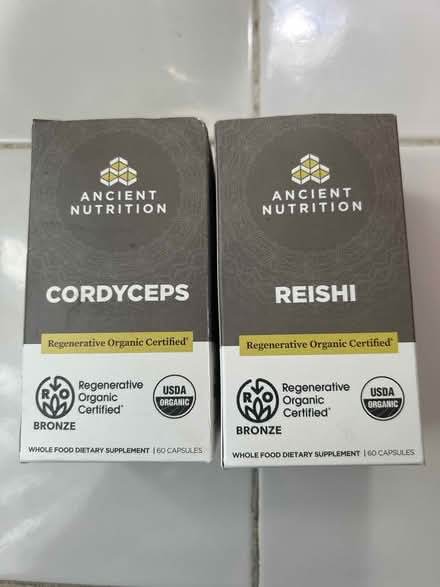 ANCIENT
NUTRITION
CORDYCEPS
Regenerative Organic Certified®
RO
BRONZE
Regenerative
Organic
Certified®
USDA
ORGANIC
WHOLE FOOD DIETARY SUPPLEMENT | 60 CAPSULES
ANCIENT
NUTRITION
REISHI
Regenerative Organic Certified®
RO
BRONZE
Regenerative
Organic
Certified®
USDA
ORGANIC
WHOLE FOOD DIETARY SUPPLEMENT | 60 CAPSULES